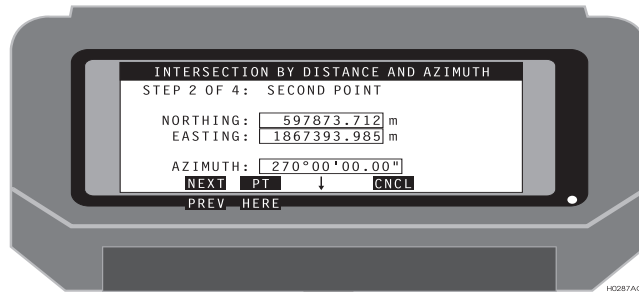 INTERSECTION BY DISTANCE AND AZIMUTH
STEP 2 OF 4: SECOND POINT
NORTHING: 597873.712 m
EASTING: 1867393.985 m
AZIMUTH: 270°00'00.00"
NEXT PT ↓ CNCL
PREV HERE
H0287AG